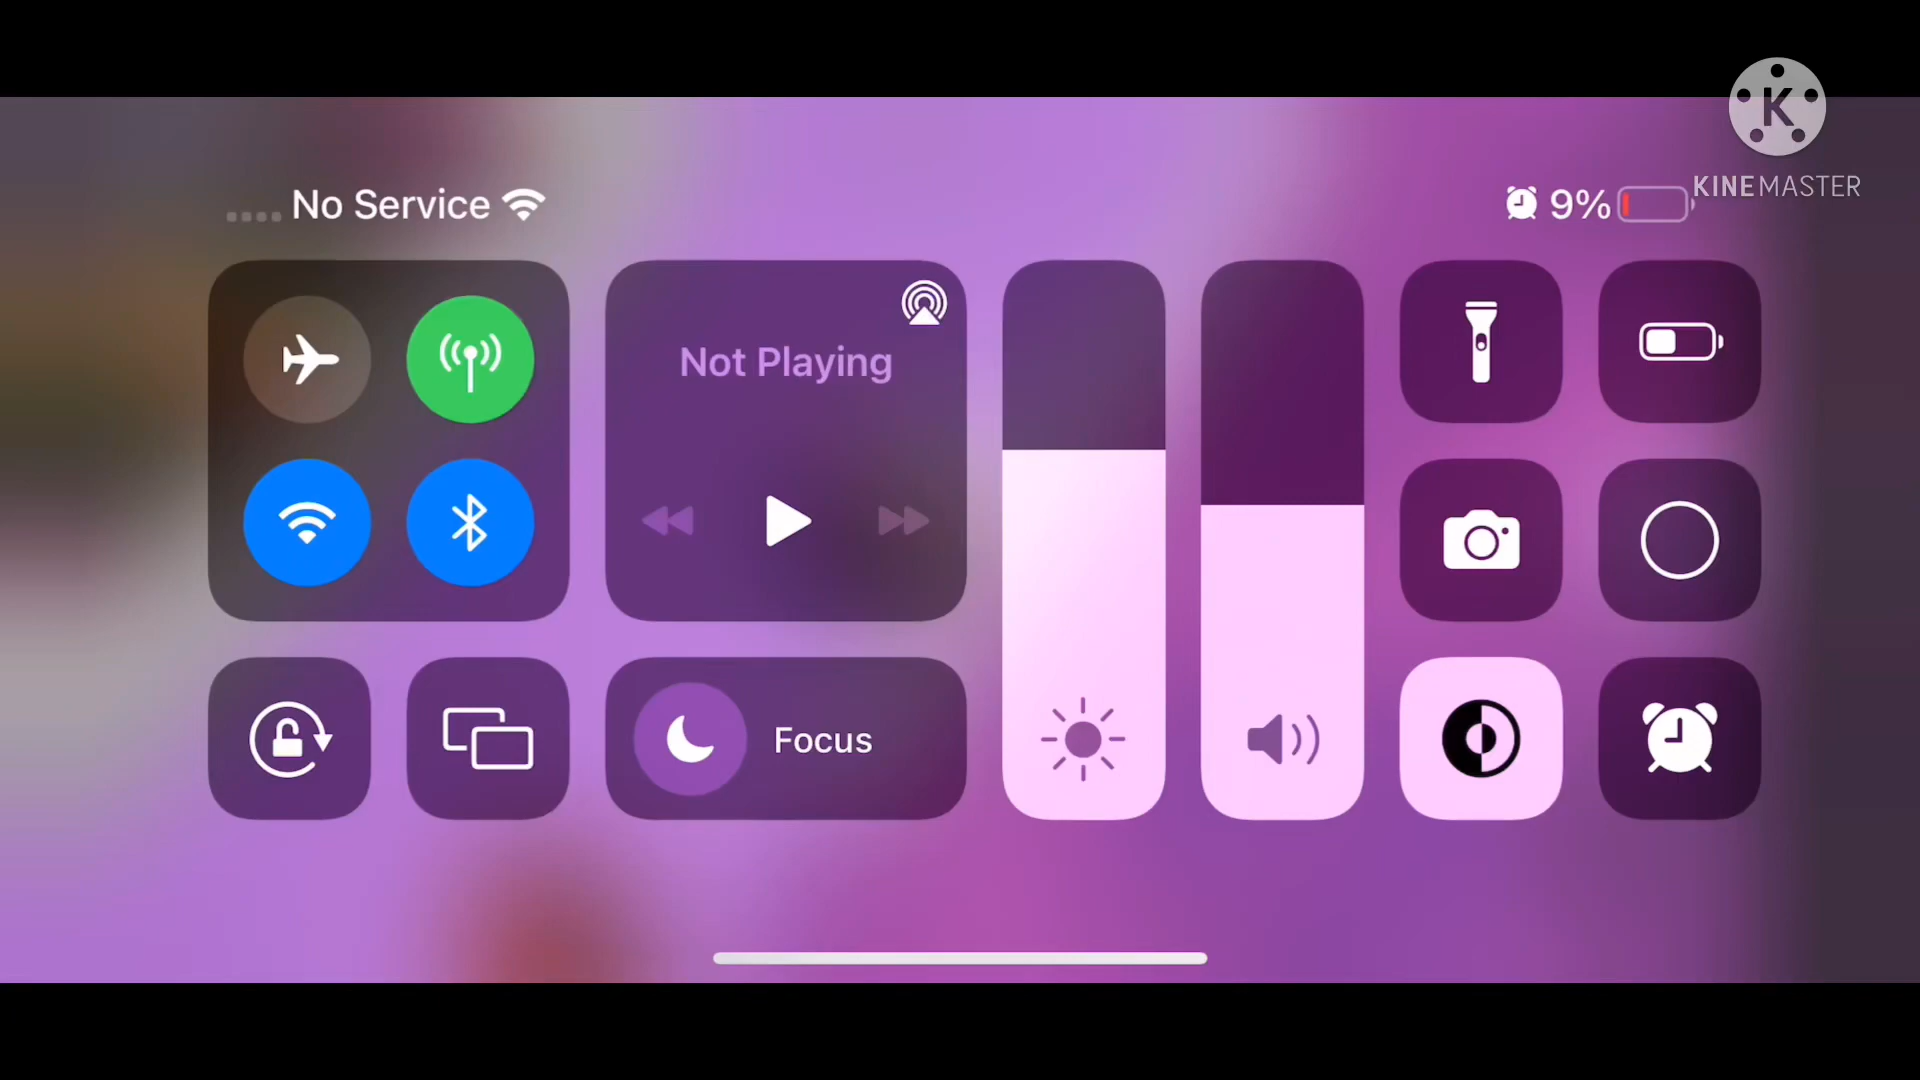 K
KINEMASTER
No Service
9%
Not Playing
Focus